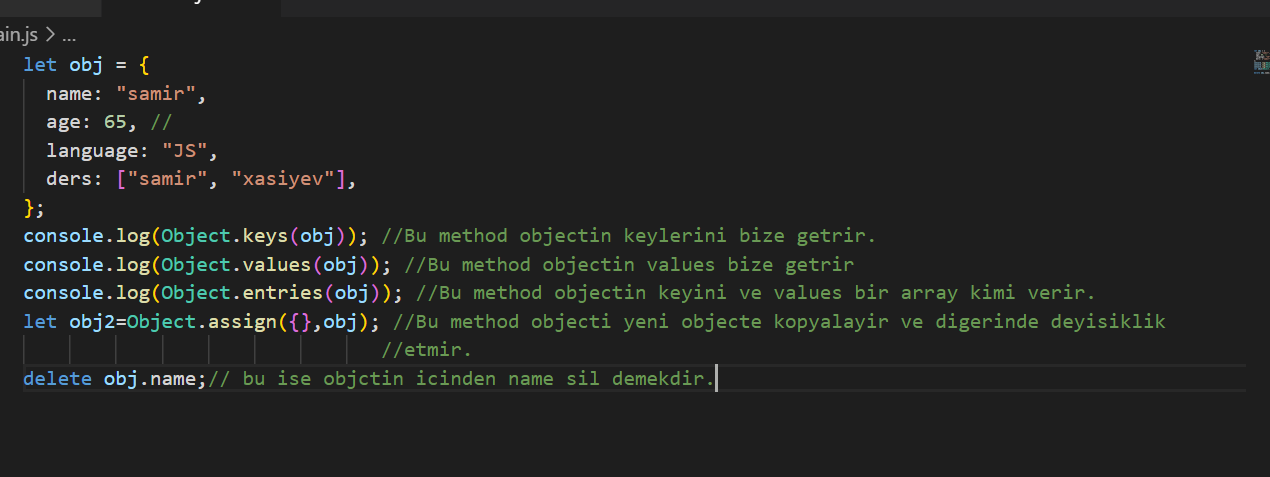 ain.js > ...
let obj = {
name: "samir",
age: 65, //
language: "JS",
ders: ["samir", "xasiyev"],
};
console.log(Object.keys(obj)); //Bu method objectin keylerini bize getrir.
console.log(Object.values(obj)); //Bu method objectin values bize getrir
console.log(Object.entries(obj)); //Bu method objectin keyini ve values bir array kimi verir.
let obj2=Object.assign({},obj); //Bu method objecti yeni objecte kopyalayir ve digerinde deyisiklik
//etmir.
delete obj.name;// bu ise objctin icinden name sil demekdir.